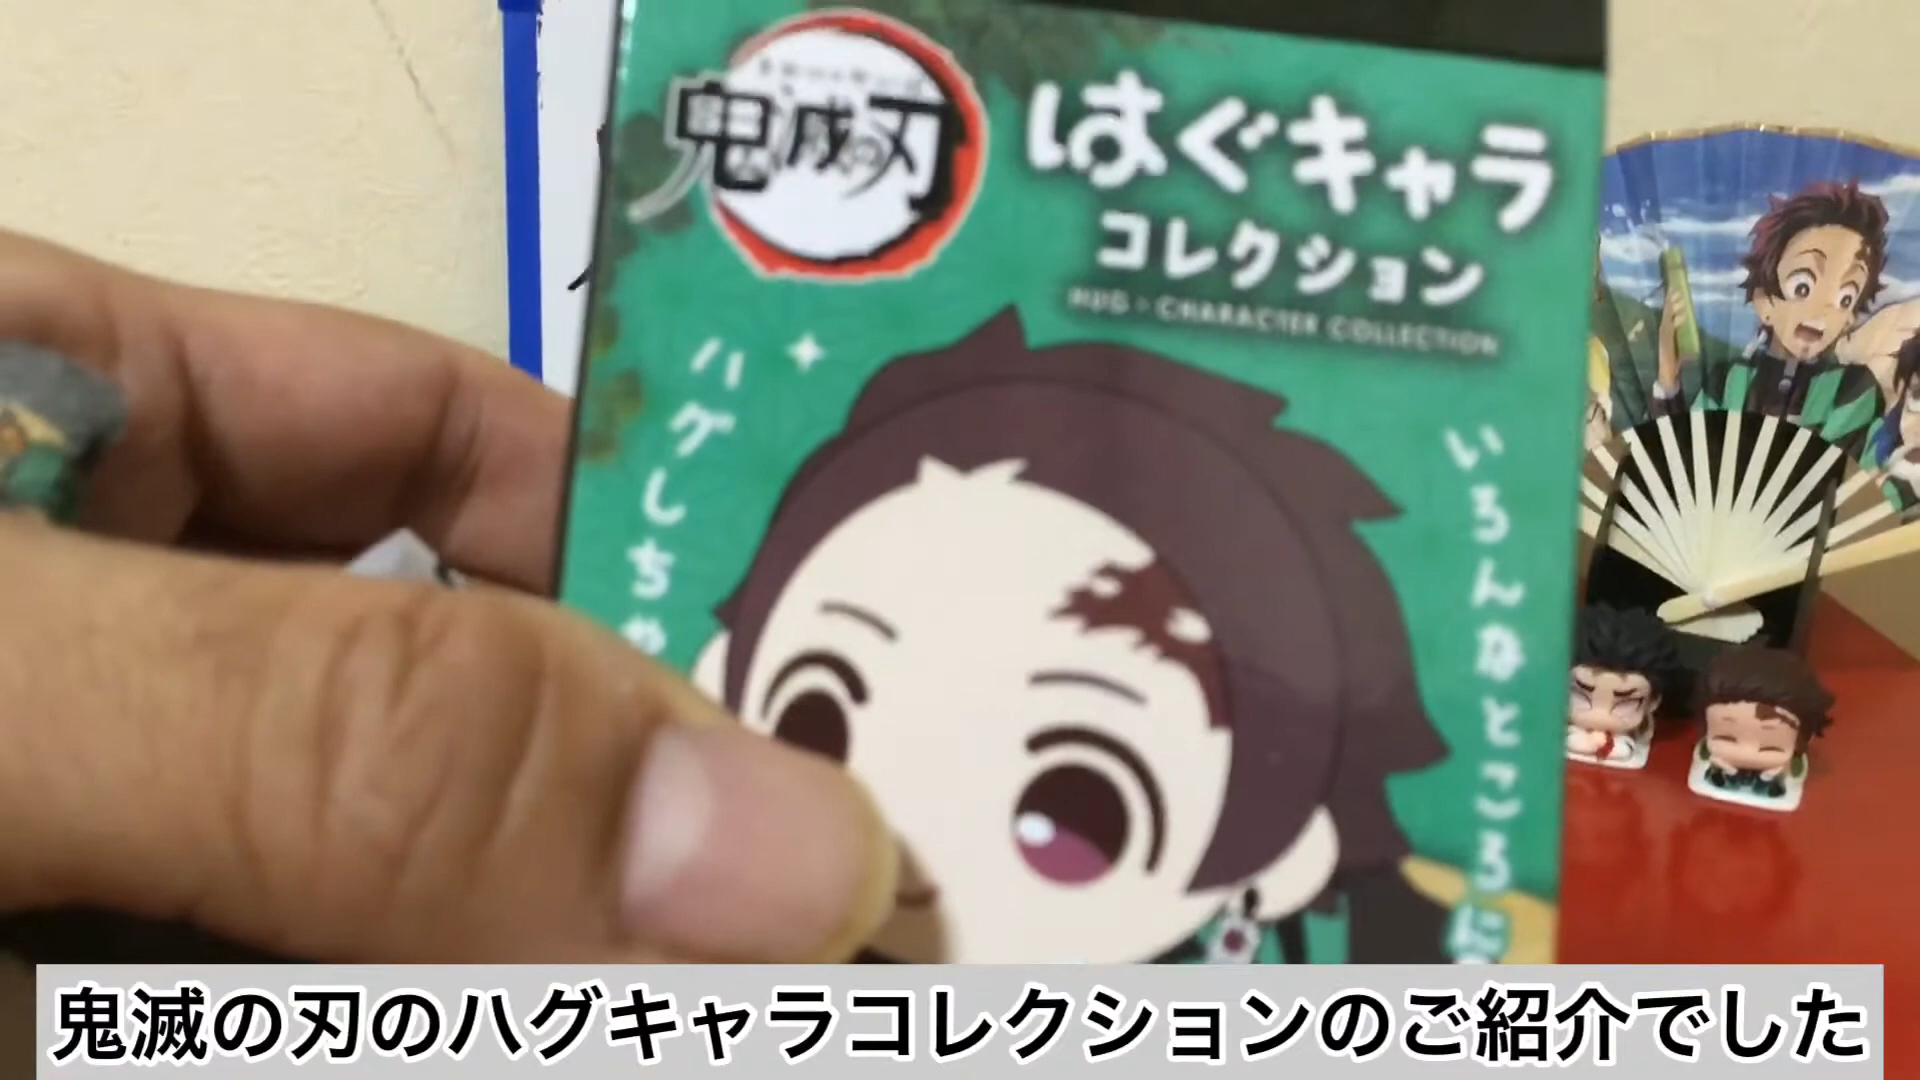 鬼滅の刃
はぐキャラ
コレクション
HUG・CHARACTER COLLECTION
ハグしちゃ
いろんなところに
鬼滅の刃のハグキャラコレクションのご紹介でした